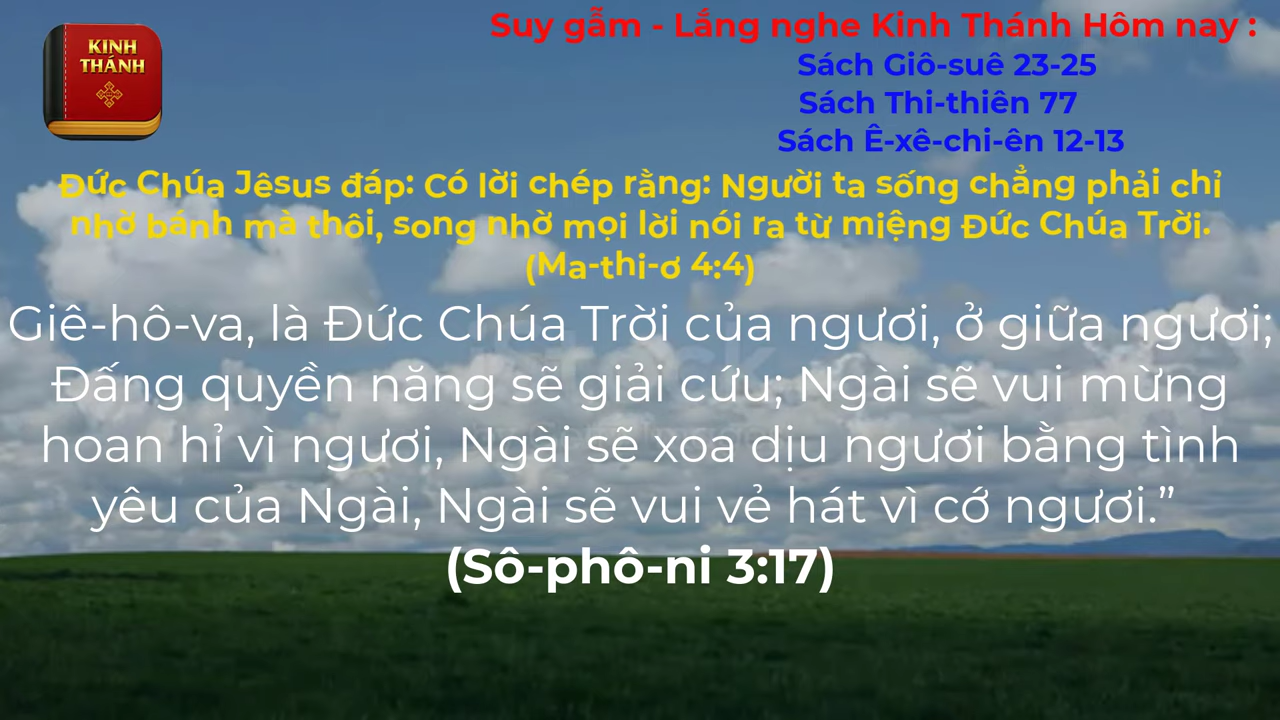 KINH
THÁNH
Suy gẫm - Lắng nghe Kinh Thánh Hôm nay :
Sách Giô-suê 23-25
Sách Thi-thiên 77
Sách Ê-xê-chi-ên 12-13
Đức Chúa Jêsus đáp: Có lời chép rằng: Người ta sống chẳng phải chỉ
nhờ bánh mà thôi, song nhờ mọi lời nói ra từ miệng Đức Chúa Trời.
(Ma-thi-ơ 4:4)
Giê-hô-va, là Đức Chúa Trời của ngươi, ở giữa ngươi;
Đấng quyền năng sẽ giải cứu; Ngài sẽ vui mừng
hoan hỉ vì ngươi, Ngài sẽ xoa dịu ngươi bằng tình
yêu của Ngài, Ngài sẽ vui vẻ hát vì cớ ngươi.”
(Sô-phô-ni 3:17)